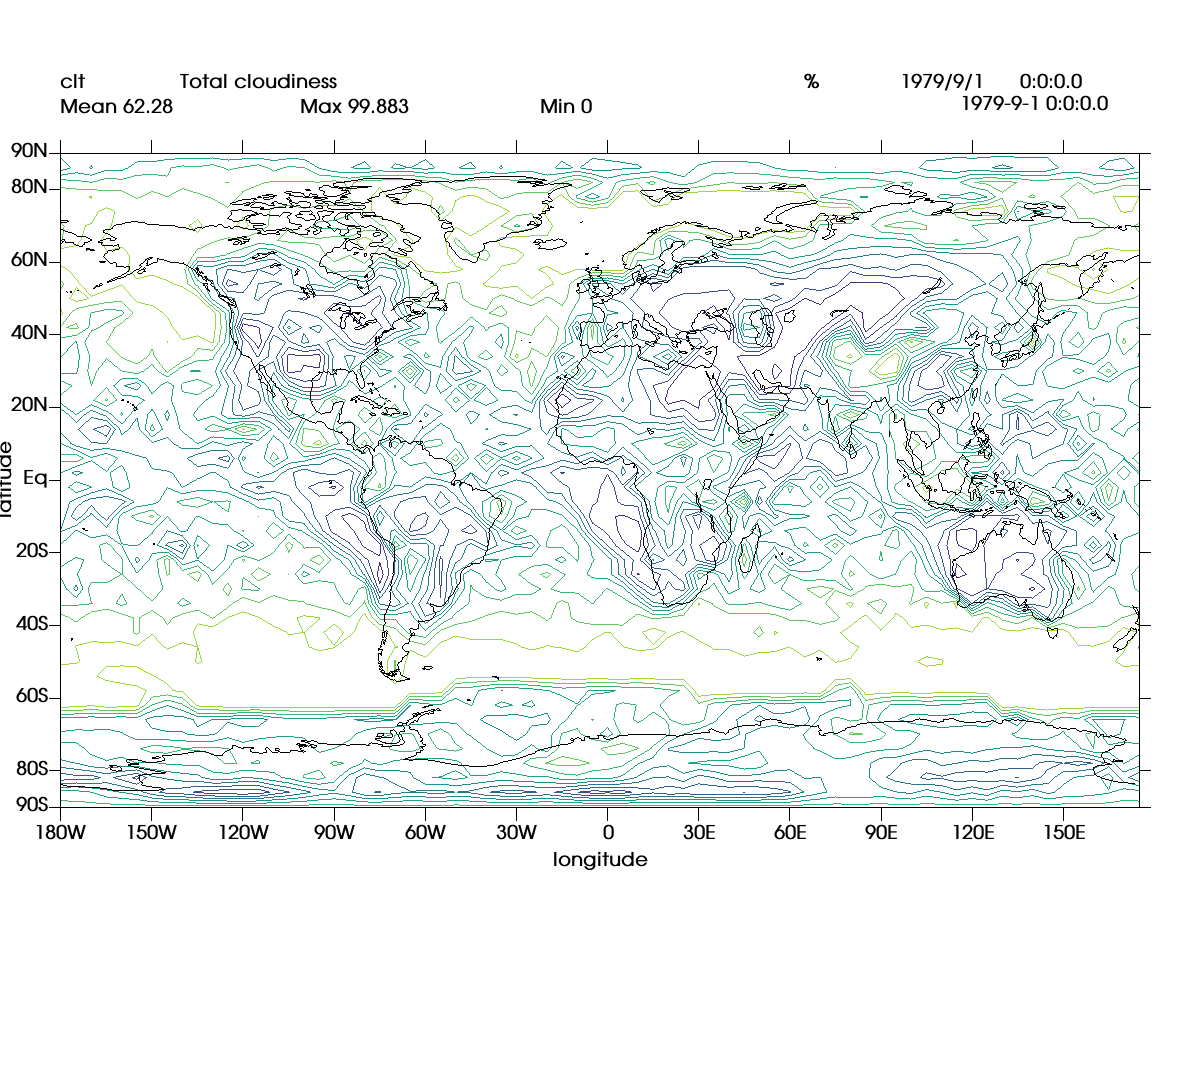 clt Total cloudiness % 1979/9/1 0:0:0.0
Mean 62.28 Max 99.883 Min 0 1979-9-1 0:0:0.0
90N
80N
60N
40N
20N
Eq
20S
40S
60S
80S
90S
latitude
180W 150W 120W 90W 60W 30W 0 30E 60E 90E 120E 150E
longitude